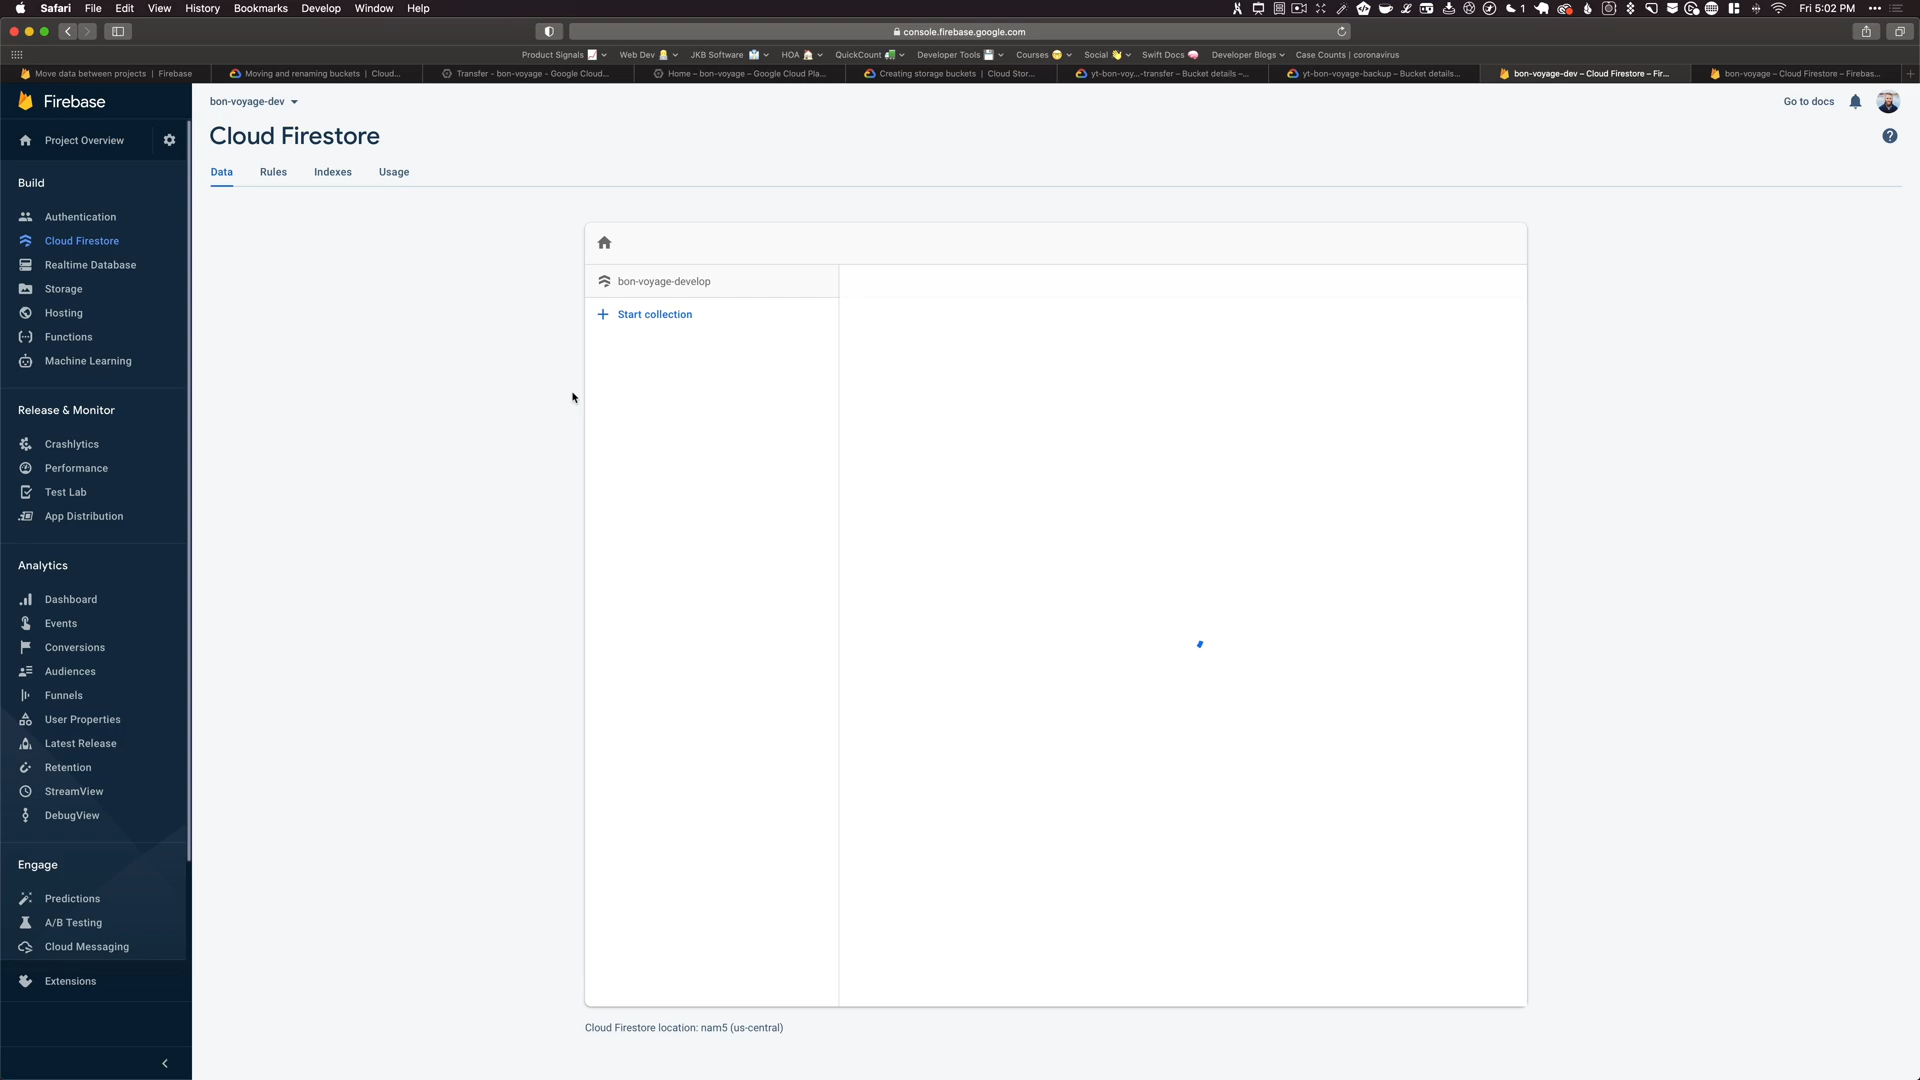 Safari File Edit View History Bookmarks Develop Window Help
1 Fri 5:02 PM
console.firebase.google.com
Product Signals Web Dev JKB Software HOA QuickCount Developer Tools Courses Social Swift Docs Developer Blogs Case Counts | coronavirus
Move data between projects | Firebase
Moving and renaming buckets | Cloud...
Transfer - bon-voyage - Google Cloud...
Home – bon-voyage – Google Cloud Pla...
Creating storage buckets | Cloud Stor...
yt-bon-voy...-transfer – Bucket details –...
yt-bon-voyage-backup – Bucket details...
bon-voyage-dev – Cloud Firestore – Fir...
bon-voyage – Cloud Firestore – Firebas...
Firebase
Project Overview
Build
Authentication
Cloud Firestore
Realtime Database
Storage
Hosting
Functions
Machine Learning
Release & Monitor
Crashlytics
Performance
Test Lab
App Distribution
Analytics
Dashboard
Events
Conversions
Audiences
Funnels
User Properties
Latest Release
Retention
StreamView
DebugView
Engage
Predictions
A/B Testing
Cloud Messaging
Extensions
bon-voyage-dev
Go to docs
Cloud Firestore
Data Rules Indexes Usage
bon-voyage-develop
+ Start collection
Cloud Firestore location: nam5 (us-central)